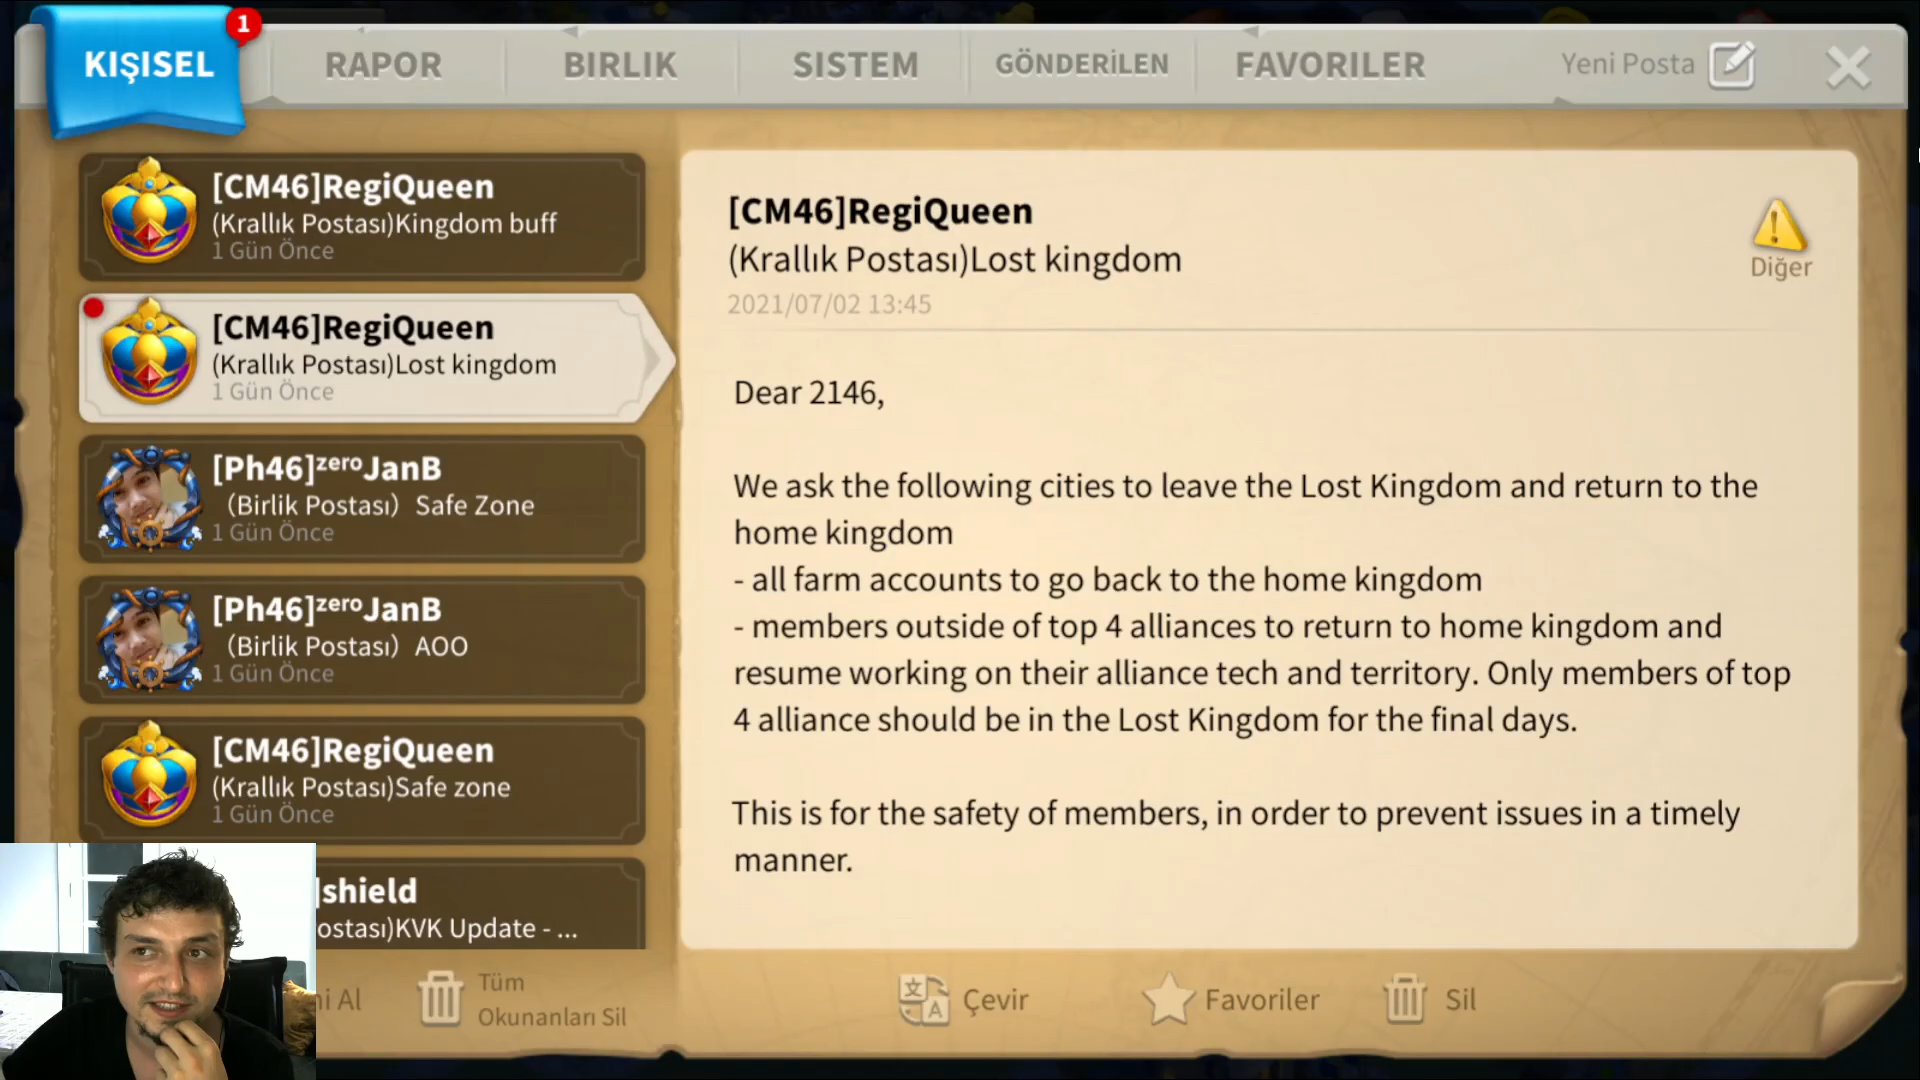 KIŞISEL
1
RAPOR
BIRLIK
SISTEM
GÖNDERİLEN
FAVORILER
Yeni Posta
[CM46]RegiQueen
(Krallık Postası)Kingdom buff
1 Gün Önce
[CM46]RegiQueen
(Krallık Postası)Lost kingdom
1 Gün Önce
[Ph46]ᶻᵉʳᵒJanB
(Birlik Postası) Safe Zone
1 Gün Önce
[Ph46]ᶻᵉʳᵒJanB
(Birlik Postası) AOO
1 Gün Önce
[CM46]RegiQueen
(Krallık Postası)Safe zone
1 Gün Önce
]shield
ostası)KVK Update - ...
Al
Tüm
Okunanları Sil
[CM46]RegiQueen
(Krallık Postası)Lost kingdom
2021/07/02 13:45
Diğer
Dear 2146,
We ask the following cities to leave the Lost Kingdom and return to the
home kingdom
- all farm accounts to go back to the home kingdom
- members outside of top 4 alliances to return to home kingdom and
resume working on their alliance tech and territory. Only members of top
4 alliance should be in the Lost Kingdom for the final days.
This is for the safety of members, in order to prevent issues in a timely
manner.
Çevir
Favoriler
Sil